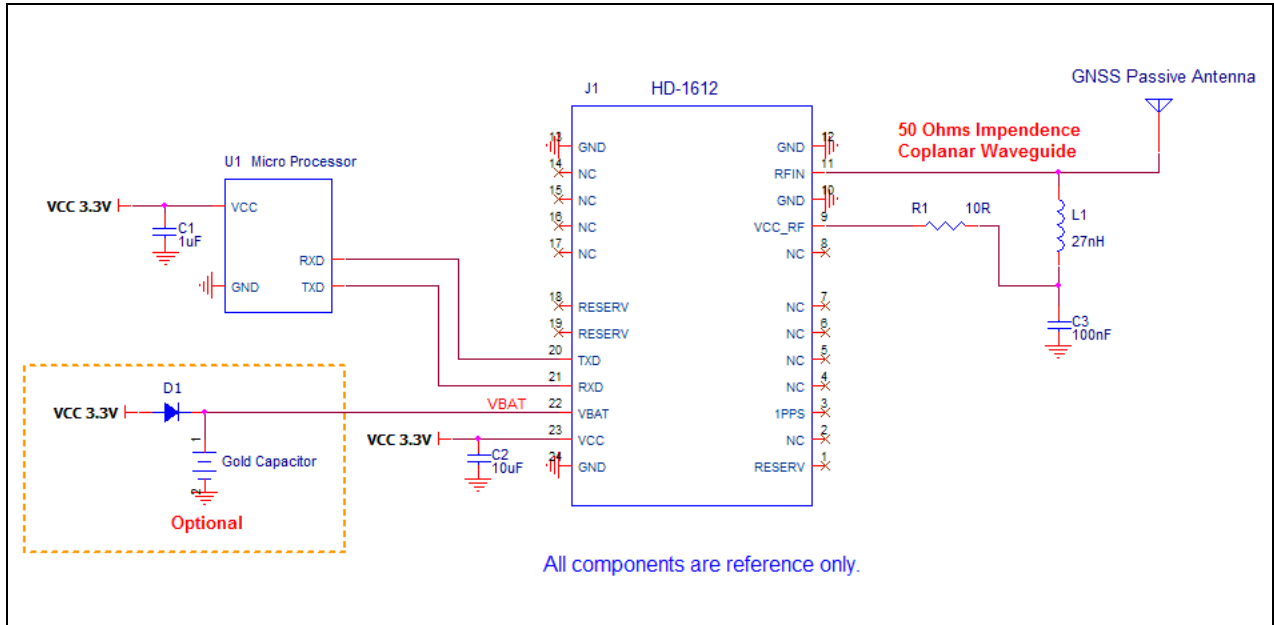 GNSS Passive Antenna
J1 HD-1612
50 Ohms Impendence
Coplanar Waveguide
U1 Micro Processor
VCC 3.3V
C1
1uF
VCC
RXD
TXD
GND
13 GND
14 NC
15 NC
16 NC
17 NC
18 RESERV
19 RESERV
20 TXD
21 RXD
22 VBAT
23 VCC
24 GND
GND 12
RFIN 11
GND 10
VCC_RF 9
NC 8
NC 7
NC 6
NC 5
NC 4
1PPS 3
NC 2
RESERV 1
R1 10R
L1
27nH
C3
100nF
D1
VCC 3.3V
VBAT
1
Gold Capacitor
2
Optional
VCC 3.3V
C2
10uF
All components are reference only.